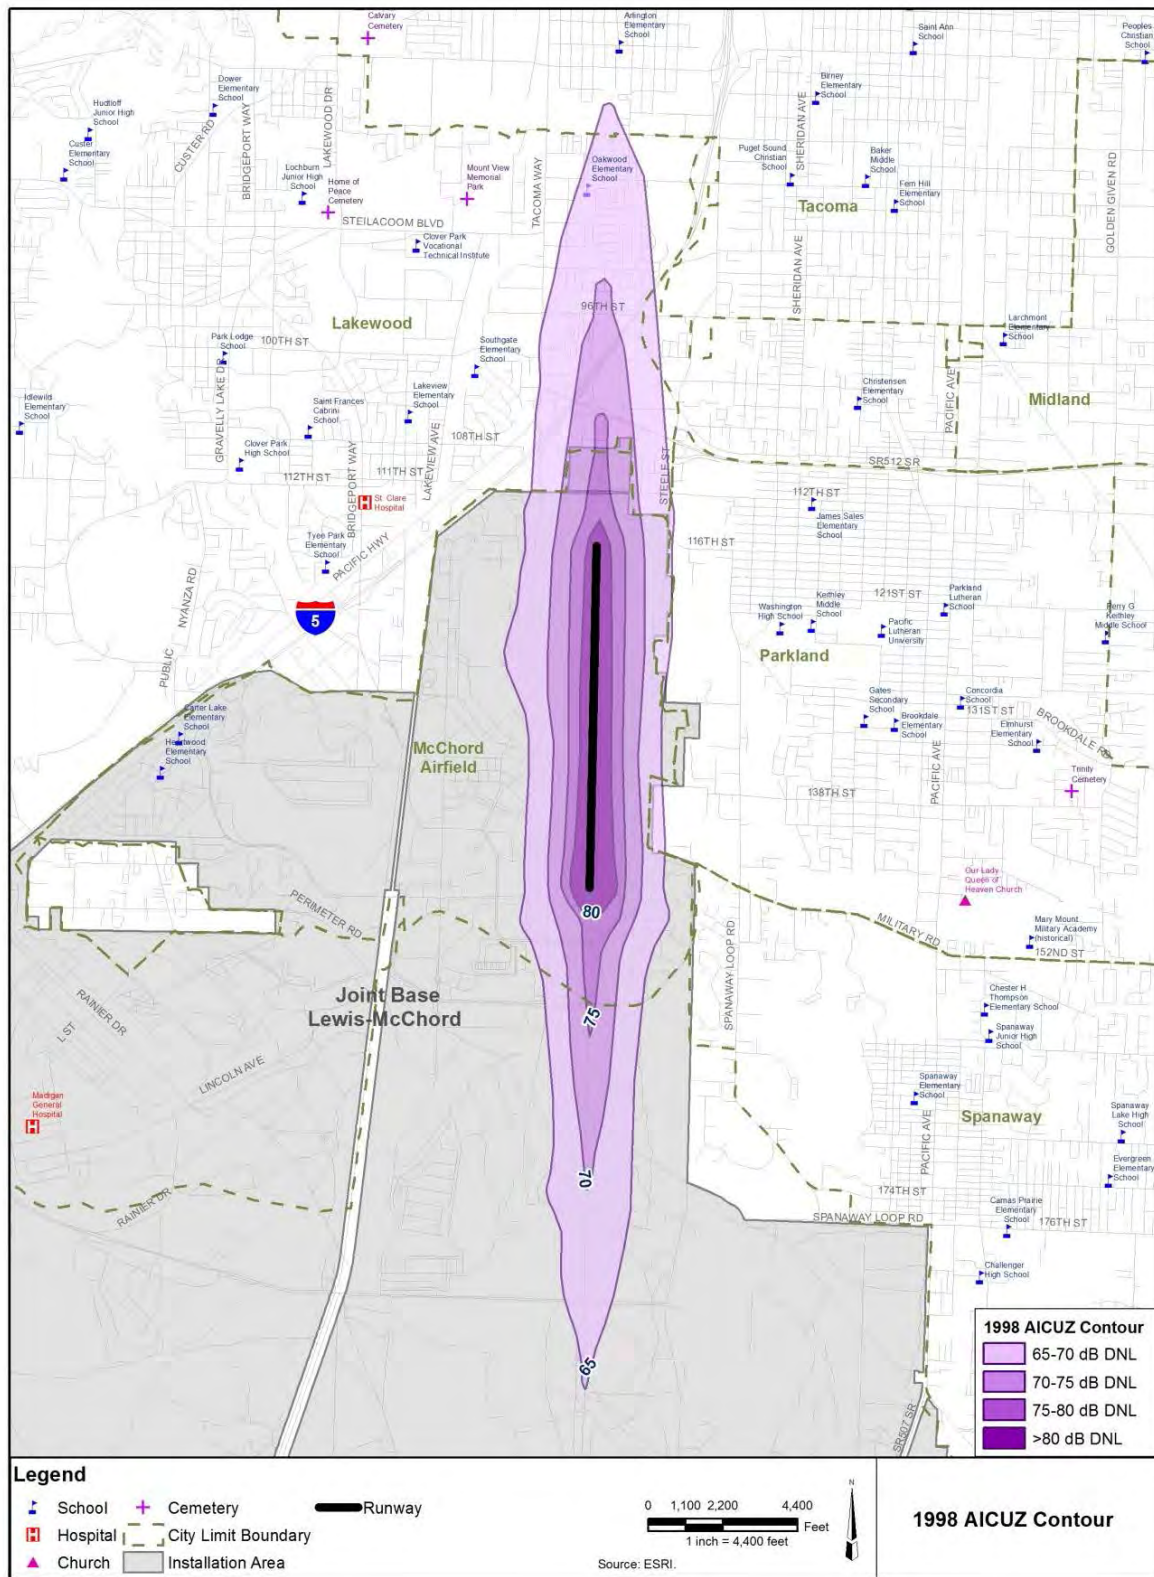 Calvary
Cemetery
Arlington
Elementary
School
Saint Ann
School
Peoples
Christian
School
Dower
Elementary
School
Birney
Elementary
School
Hudtloff
Junior High
School
Custer
Elementary
School
CUSTER RD
BRIDGEPORT WAY
LAKEWOOD DR
SHERIDAN AVE
Puget Sound
Christian
School
Baker
Middle
School
Lochburn
Junior High
School
Home of
Peace
Cemetery
Mount View
Memorial
Park
TACOMA WAY
Oakwood
Elementary
School
Fern Hill
Elementary
School
Tacoma
GOLDEN GIVEN RD
STEILACOOM BLVD
Clover Park
Vocational
Technical Institute
SHERIDAN AVE
96TH ST
Lakewood
Larchmont
Elementary
School
Park Lodge
School
100TH ST
Southgate
Elementary
School
GRAVELLY LAKE DR
Idlewild
Elementary
School
Saint Frances
Cabrini
School
Lakeview
Elementary
School
Christensen
Elementary
School
PACIFIC AVE
Midland
Clover Park
High School
BRIDGEPORT WAY
LAKEVIEW AVE
108TH ST
112TH ST
111TH ST
STEELE ST
SR512 SR
St Clare
Hospital
112TH ST
James Sales
Elementary
School
Tyee Park
Elementary
School
PACIFIC HWY
116TH ST
NYANZA RD
5
121ST ST
Parkland
Lutheran
School
Washington
High School
Keithley
Middle
School
Pacific
Lutheran
University
Perry G
Keithley
Middle School
PUBLIC
Parkland
Carter Lake
Elementary
School
Heartwood
Elementary
School
McChord
Airfield
Gates
Secondary
School
Brookdale
Elementary
School
Concordia
School
131ST ST
Elmhurst
Elementary
School
BROOKDALE RD
PACIFIC AVE
Trinity
Cemetery
138TH ST
Our Lady
Queen of
Heaven Church
PERIMETER RD
80
SPANAWAY LOOP RD
MILITARY RD
Mary Mount
Military Academy
(historical)
152ND ST
RAINIER DR
L ST
Joint Base
Lewis-McChord
75
Chester H
Thompson
Elementary School
Spanaway
Junior High
School
LINCOLN AVE
Madigan
General
Hospital
Spanaway
Elementary
School
Spanaway
Spanaway
Lake High
School
PACIFIC AVE
Evergreen
Elementary
School
70
RAINIER DR
174TH ST
SPANAWAY LOOP RD
Camas Prairie
Elementary
School
176TH ST
Challenger
High School
65
SR507 SR
1998 AICUZ Contour
65-70 dB DNL
70-75 dB DNL
75-80 dB DNL
>80 dB DNL
Legend
School
Cemetery
Runway
Hospital
City Limit Boundary
Church
Installation Area
0 1,100 2,200 4,400
Feet
1 inch = 4,400 feet
Source: ESRI.
N
1998 AICUZ Contour